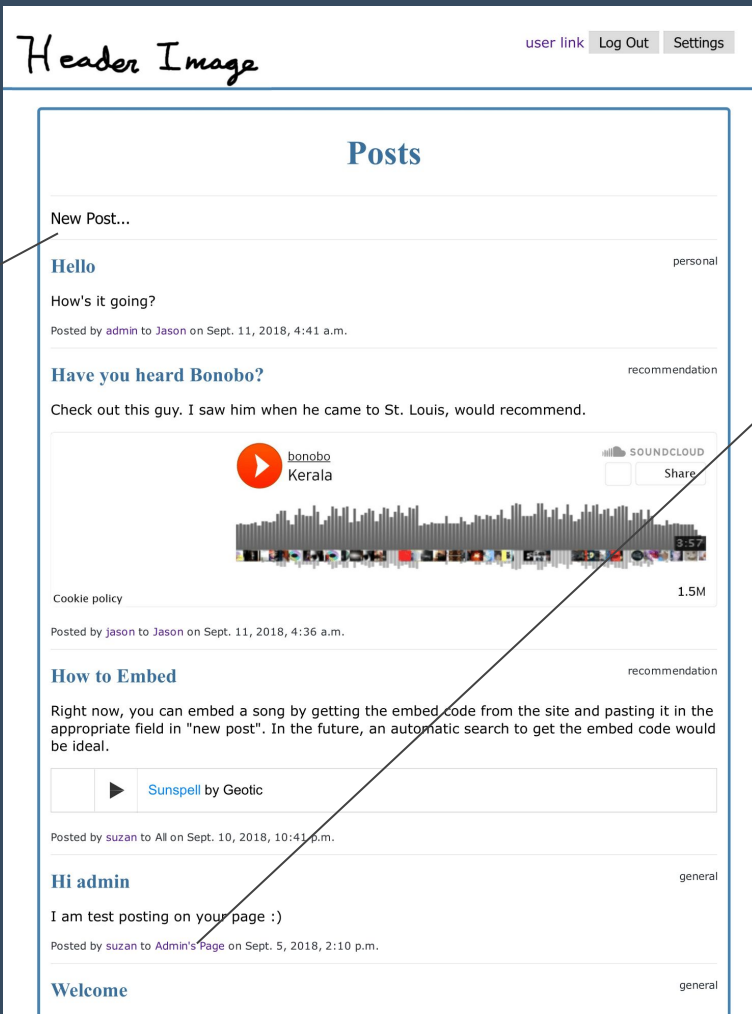 Header Image
user link Log Out Settings
Posts
New Post...
Hello personal
How's it going?
Posted by admin to Jason on Sept. 11, 2018, 4:41 a.m.
Have you heard Bonobo? recommendation
Check out this guy. I saw him when he came to St. Louis, would recommend.
bonobo SOUNDCLOUD
Kerala Share
3:57
Cookie policy 1.5M
Posted by jason to Jason on Sept. 11, 2018, 4:36 a.m.
How to Embed recommendation
Right now, you can embed a song by getting the embed code from the site and pasting it in the
appropriate field in "new post". In the future, an automatic search to get the embed code would
be ideal.
Sunspell by Geotic
Posted by suzan to All on Sept. 10, 2018, 10:41 p.m.
Hi admin general
I am test posting on your page :)
Posted by suzan to Admin's Page on Sept. 5, 2018, 2:10 p.m.
Welcome general